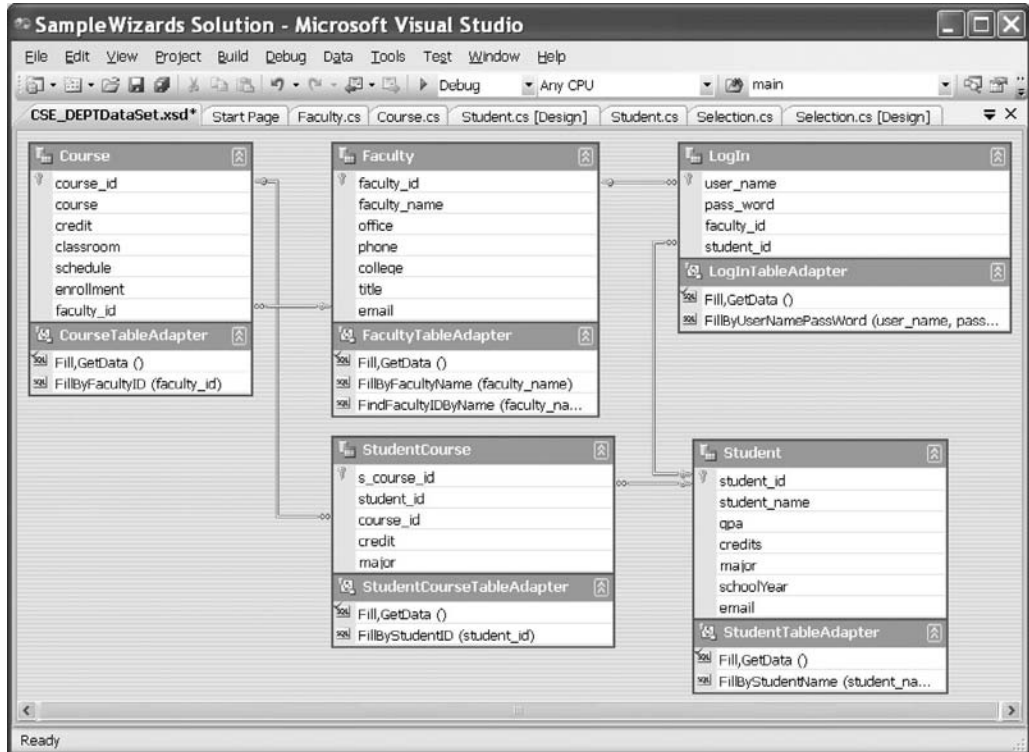 SampleWizards Solution - Microsoft Visual Studio
File Edit View Project Build Debug Data Tools Test Window Help
Debug Any CPU main
CSE_DEPTDataSet.xsd* Start Page Faculty.cs Course.cs Student.cs [Design] Student.cs Selection.cs Selection.cs [Design]
Course
course_id
course
credit
classroom
schedule
enrollment
faculty_id
CourseTableAdapter
Fill,GetData ()
FillByFacultyID (faculty_id)
Faculty
faculty_id
faculty_name
office
phone
college
title
email
FacultyTableAdapter
Fill,GetData ()
FillByFacultyName (faculty_name)
FindFacultyIDByName (faculty_na...
LogIn
user_name
pass_word
faculty_id
student_id
LogInTableAdapter
Fill,GetData ()
FillByUserNamePassWord (user_name, pass...
StudentCourse
s_course_id
student_id
course_id
credit
major
StudentCourseTableAdapter
Fill,GetData ()
FillByStudentID (student_id)
Student
student_id
student_name
gpa
credits
major
schoolYear
email
StudentTableAdapter
Fill,GetData ()
FillByStudentName (student_na...
Ready